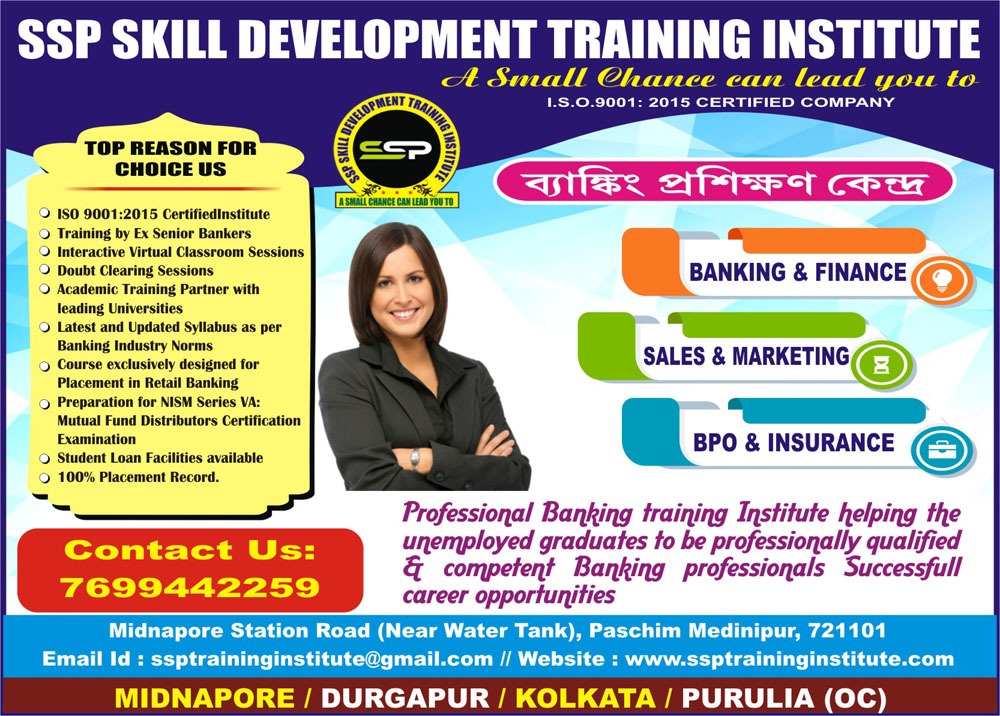 SSP SKILL DEVELOPMENT TRAINING INSTITUTE
A Small Chance can lead you to
I.S.O.9001: 2015 CERTIFIED COMPANY
SSP SKILL DEVELOPMENT TRAINING INSTITUTE
SSP
A SMALL CHANCE CAN LEAD YOU TO
TOP REASON FOR
CHOICE US
ISO 9001:2015 CertifiedInstitute
Training by Ex Senior Bankers
Interactive Virtual Classroom Sessions
Doubt Clearing Sessions
Academic Training Partner with
leading Universities
Latest and Updated Syllabus as per
Banking Industry Norms
Course exclusively designed for
Placement in Retail Banking
Preparation for NISM Series VA:
Mutual Fund Distributors Certification
Examination
Student Loan Facilities available
100% Placement Record.
ব্যাঙ্কিং প্রশিক্ষণ কেন্দ্র
BANKING & FINANCE
SALES & MARKETING
BPO & INSURANCE
Professional Banking training Institute helping the
unemployed graduates to be professionally qualified
& competent Banking professionals Successfull
career opportunities
Contact Us:
7699442259
Midnapore Station Road (Near Water Tank), Paschim Medinipur, 721101
Email Id : ssptraininginstitute@gmail.com // Website : www.ssptraininginstitute.com
MIDNAPORE / DURGAPUR / KOLKATA / PURULIA (OC)